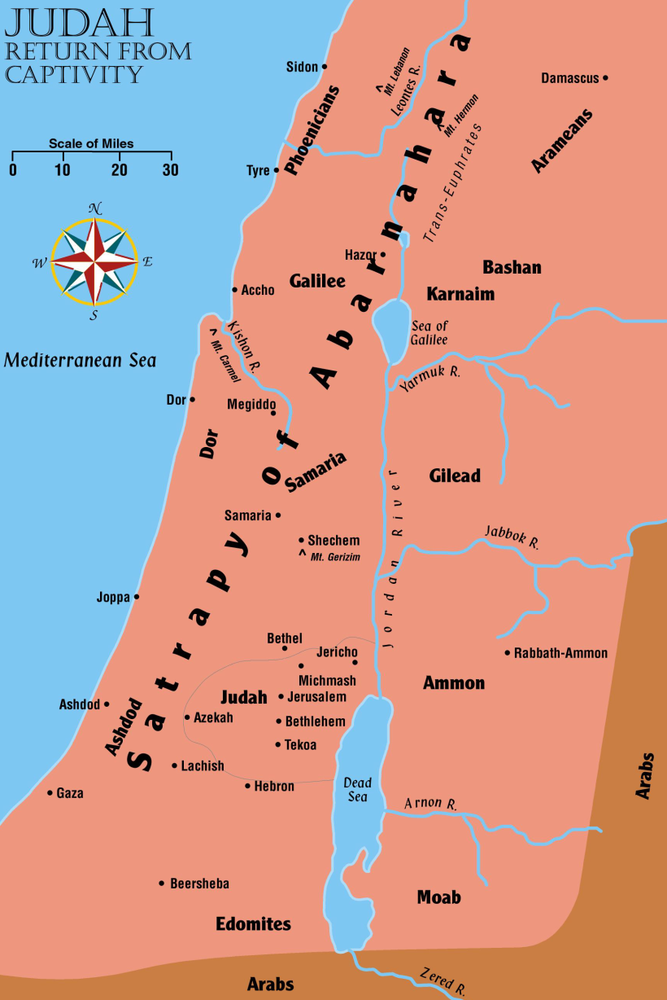 JUDAH
RETURN FROM
CAPTIVITY
Scale of Miles
0 10 20 30
N
W
E
S
Mediterranean Sea
Sidon
Mt. Lebanon
Leontes R.
Damascus
Phoenicians
Mt. Hermon
Arameans
Tyre
Trans-Euphrates
Satrapy of Abarnahara
Hazor
Bashan
Galilee
Karnaim
Accho
Sea of
Galilee
Kishon R.
Mt. Carmel
Yarmuk R.
Dor
Megiddo
Dor
Samaria
Gilead
Samaria
Shechem
Mt. Gerizim
Jordan River
Jabbok R.
Joppa
Bethel
Jericho
Rabbath-Ammon
Michmash
Ammon
Judah
Jerusalem
Ashdod
Ashdod
Azekah
Bethlehem
Tekoa
Lachish
Hebron
Gaza
Dead
Sea
Arnon R.
Arabs
Beersheba
Moab
Edomites
Arabs
Zered R.